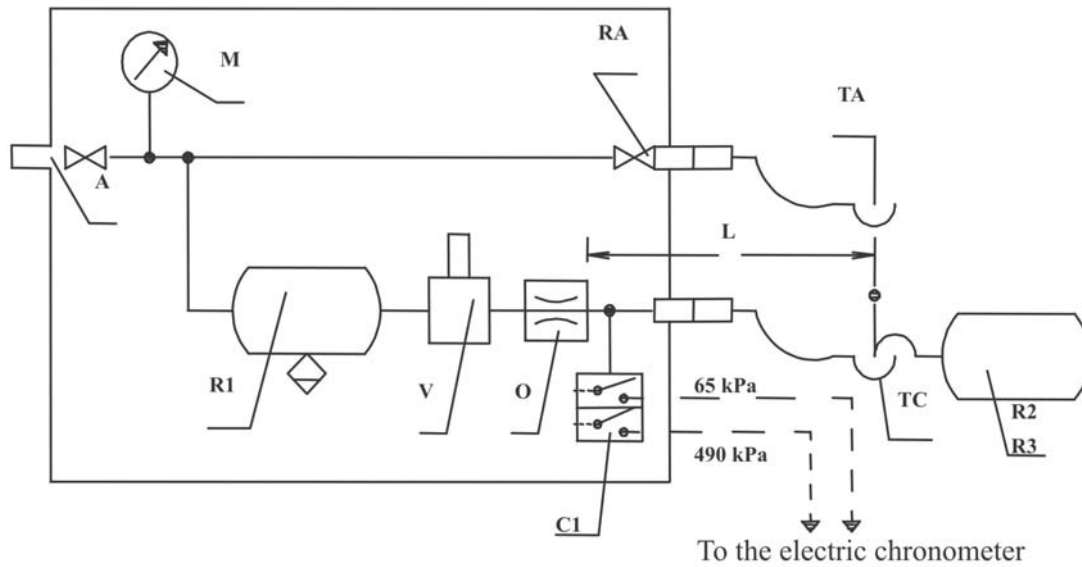 M
RA
TA
A
L
R1
V
O
65 kPa
TC
R2
R3
490 kPa
C1
To the electric chronometer